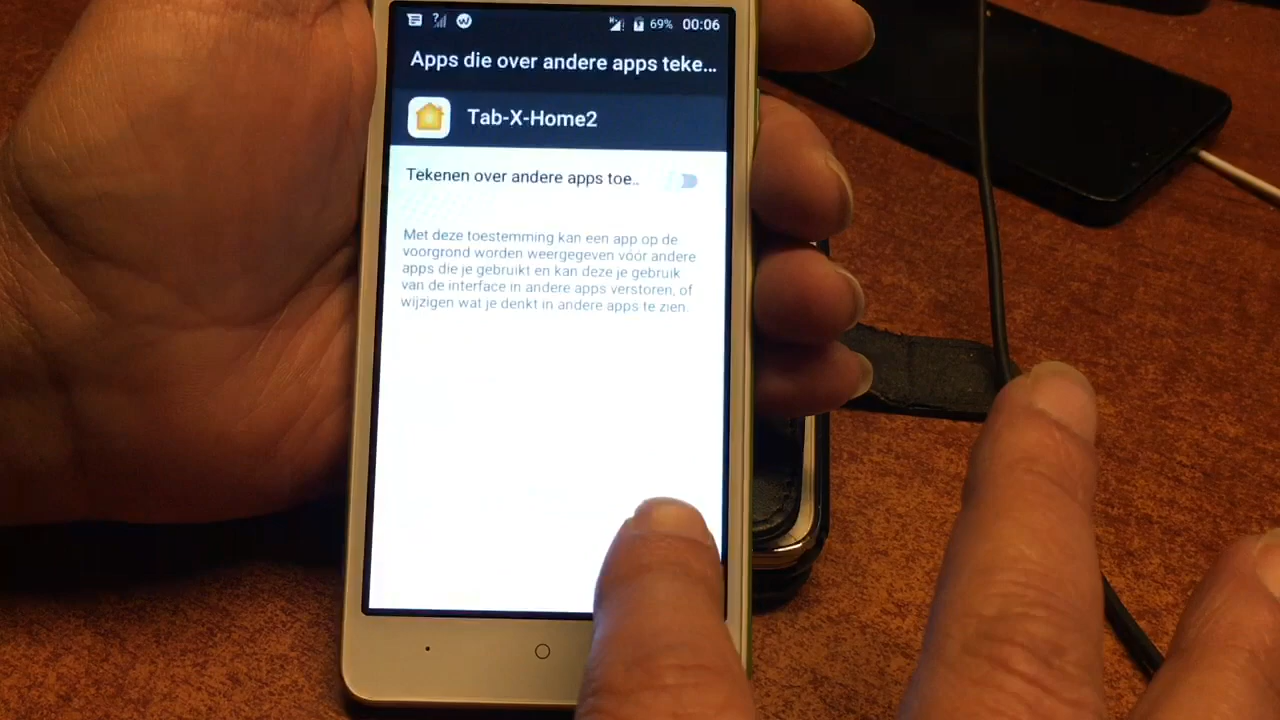 69% 00:06
Apps die over andere apps teke...
Tab-X-Home2
Tekenen over andere apps toe..
Met deze toestemming kan een app op de
voorgrond worden weergegeven vóór andere
apps die je gebruikt en kan deze je gebruik
van de interface in andere apps verstoren, of
wijzigen wat je denkt in andere apps te zien.